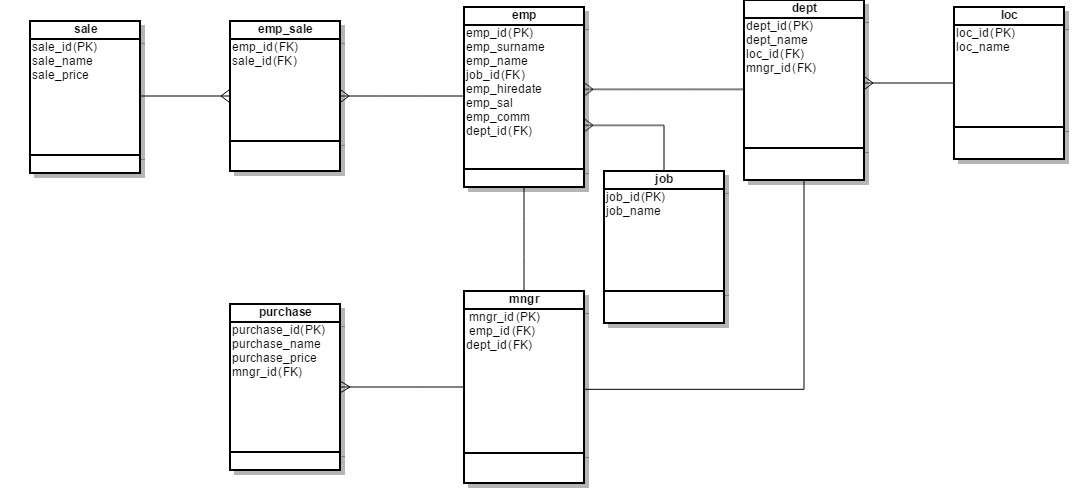 sale
sale_id(PK)
sale_name
sale_price
emp_sale
emp_id(FK)
sale_id(FK)
emp
emp_id(PK)
emp_surname
emp_name
job_id(FK)
emp_hiredate
emp_sal
emp_comm
dept_id(FK)
dept
dept_id(PK)
dept_name
loc_id(FK)
mngr_id(FK)
loc
loc_id(PK)
loc_name
job
job_id(PK)
job_name
purchase
purchase_id(PK)
purchase_name
purchase_price
mngr_id(FK)
mngr
mngr_id(PK)
emp_id(FK)
dept_id(FK)